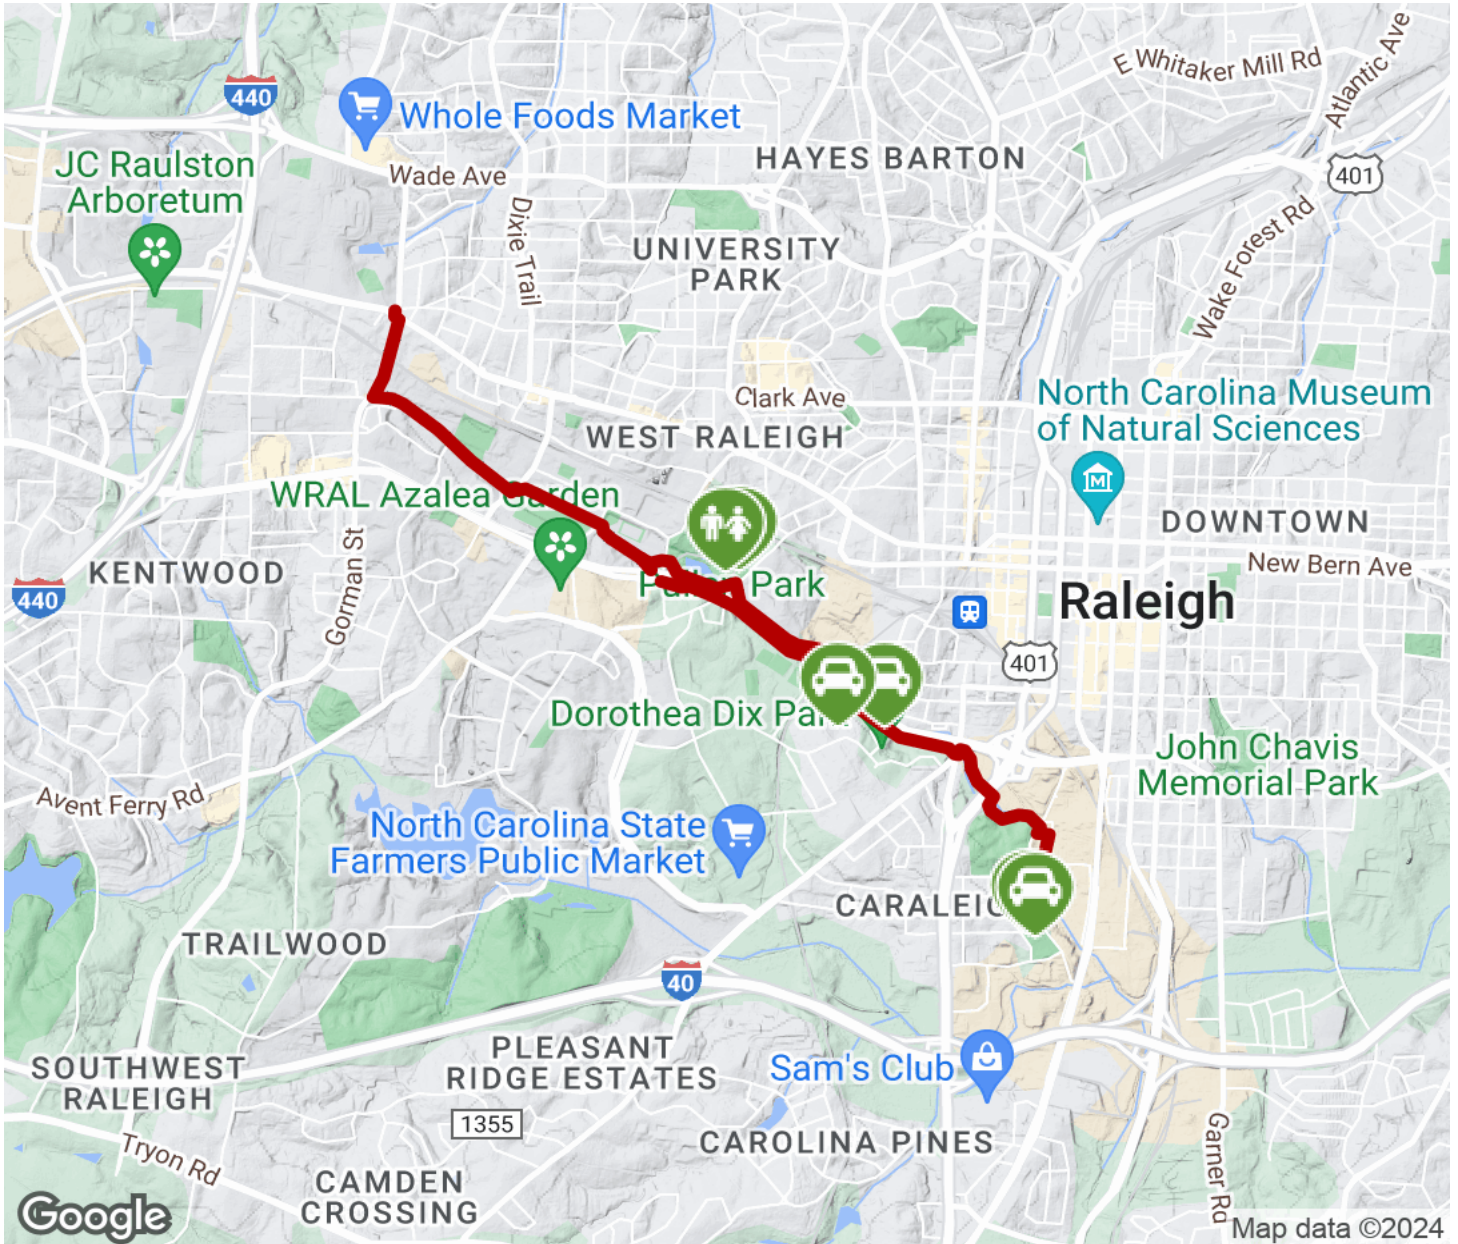 E Whitaker Mill Rd
Atlantic Ave
440
Whole Foods Market
JC Raulston
Arboretum
Wade Ave
HAYES BARTON
401
Dixie Trail
UNIVERSITY
PARK
Wake Forest Rd
Clark Ave
North Carolina Museum
of Natural Sciences
WEST RALEIGH
WRAL Azalea Garden
M
DOWNTOWN
Gorman St
New Bern Ave
KENTWOOD
440
Park
Raleigh
401
Dorothea Dix Park
John Chavis
Memorial Park
Avent Ferry Rd
North Carolina State
Farmers Public Market
CARALEIG
TRAILWOOD
40
PLEASANT
RIDGE ESTATES
SOUTHWEST
RALEIGH
Sam's Club
1355
CAROLINA PINES
Tryon Rd
Garner Rd
CAMDEN
CROSSING
Google
Map data ©2024